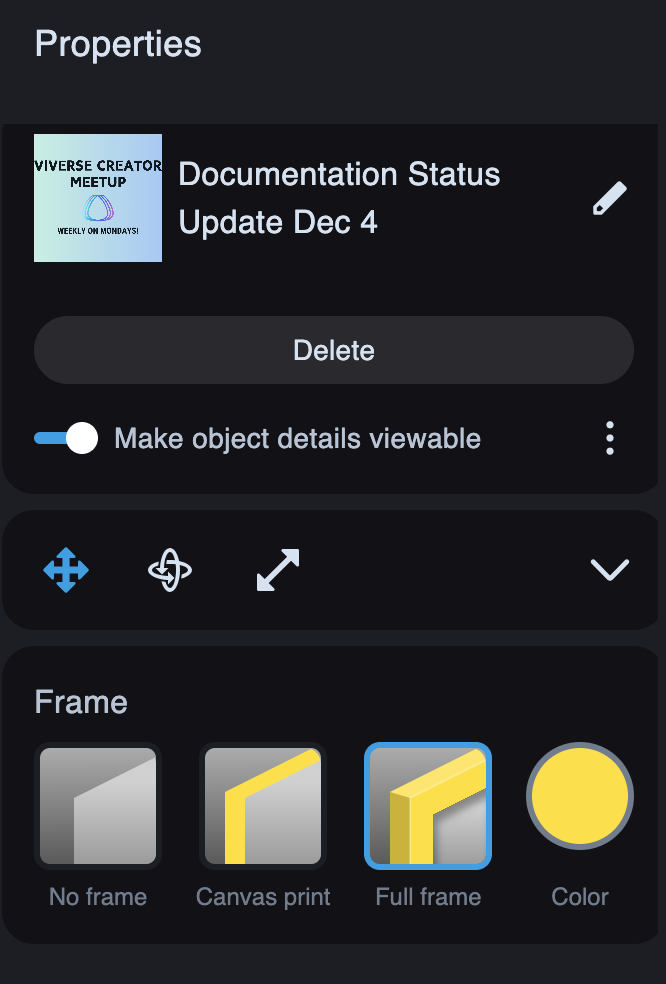 Properties
VIVERSE CREATOR
MEETUP
WEEKLY ON MONDAYS!
Documentation Status
Update Dec 4
Delete
Make object details viewable
Frame
No frame
Canvas print
Full frame
Color